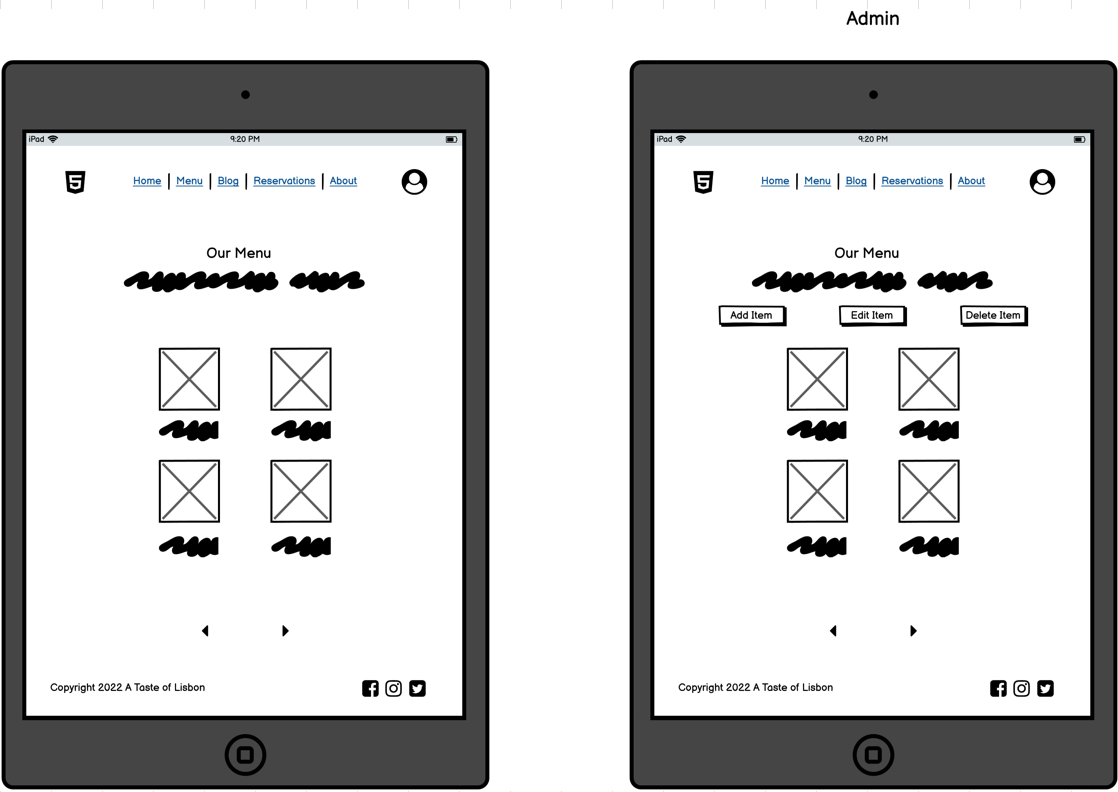 Admin
iPad 9:20 PM
5 Home Menu Blog Reservations About
Our Menu
Copyright 2022 A Taste of Lisbon
iPad 9:20 PM
5 Home Menu Blog Reservations About
Our Menu
Add Item Edit Item Delete Item
Copyright 2022 A Taste of Lisbon